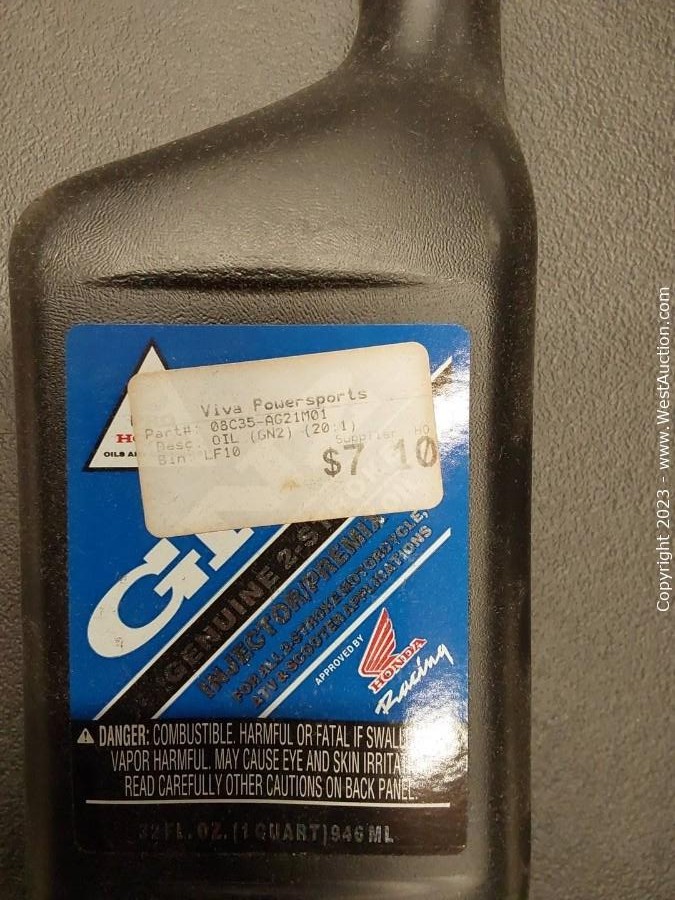 Viva Powersports
Part#: 08C35-AG21M01
Desc: OIL (GN2) (20:1)
Supplier HO
Bin: LF10
$7.10
OILS
GENUINE 2-
INJECTOR/PREMIX
FOR ALL 2-STROKE MOTORCYCLE,
ATV & SCOOTER APPLICATIONS
APPROVED BY
HONDA
Racing
⚠ DANGER: COMBUSTIBLE. HARMFUL OR FATAL IF
VAPOR HARMFUL. MAY CAUSE EYE AND SKIN
READ CAREFULLY OTHER CAUTIONS ON BACK PANEL.
32 FL. OZ. (1 QUART) 946 ML
Copyright 2023 - www.WestAuction.com